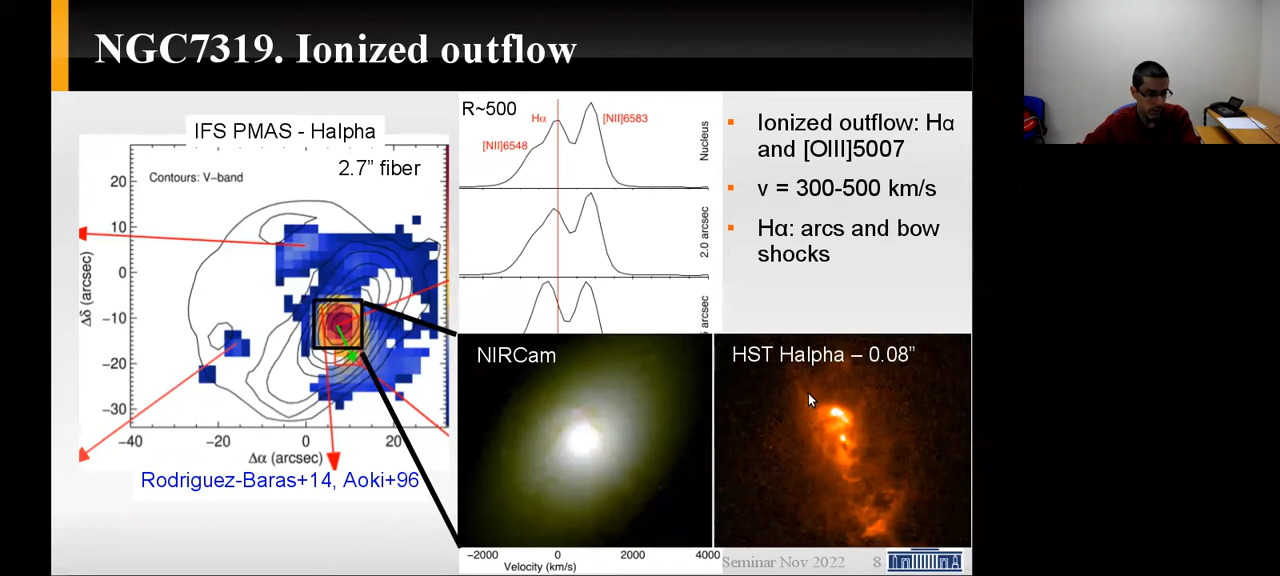 NGC7319. Ionized outflow
IFS PMAS - Halpha
2.7” fiber
Contours: V-band
20
10
0
−10
−20
−30
−40
−20
0
20
Δδ (arcsec)
Δα (arcsec)
Rodriguez-Baras+14, Aoki+96
R~500
Hα
[NII]6583
[NII]6548
Nucleus
2.0 arcsec
arcsec
NIRCam
HST Halpha – 0.08”
−2000
0
2000
4000
Velocity (km/s)
▪ Ionized outflow: Hα
and [OIII]5007
▪ v = 300-500 km/s
▪ Hα: arcs and bow
shocks
Seminar Nov 2022
8